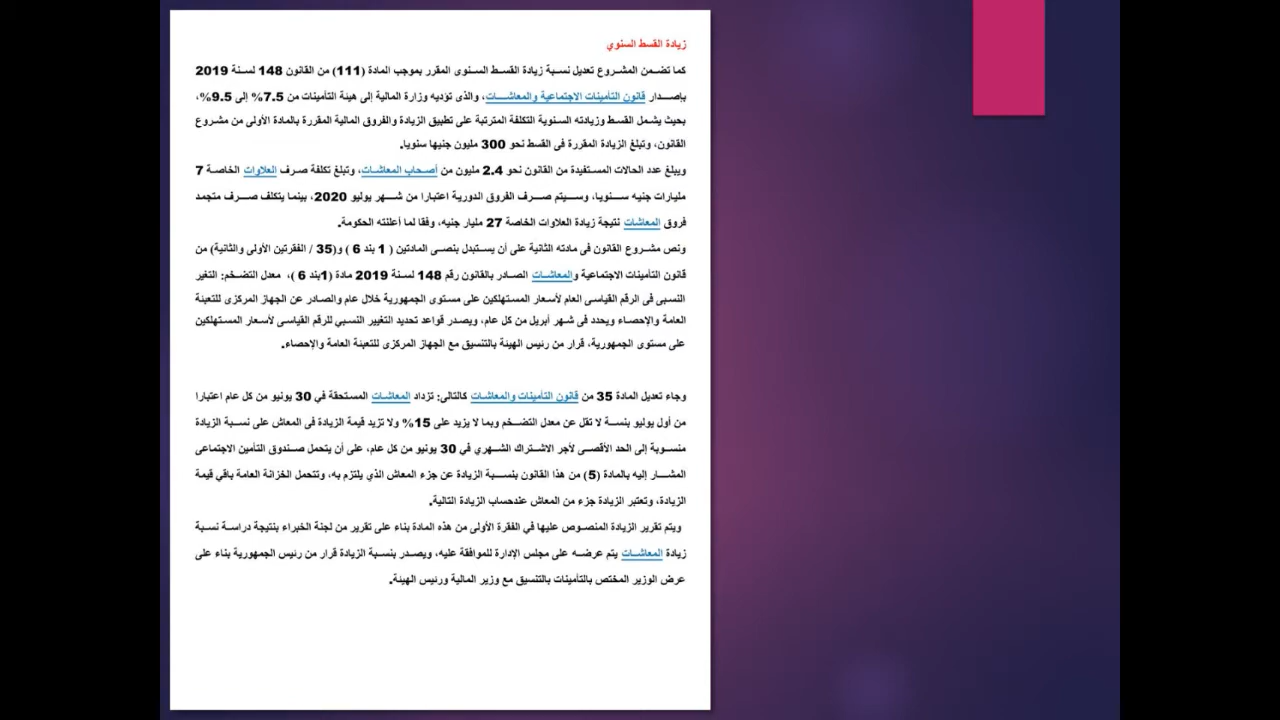 زيادة القسط السنوي
كما تضمن المشروع تعديل نسبة زيادة القسط السنوى المقرر بموجب المادة (111) من القانون 148 لسنة 2019
بإصدار قانون التأمينات الاجتماعية والمعاشات، والذى تؤديه وزارة المالية إلى هيئة التأمينات من 7.5% إلى 9.5%،
بحيث يشمل القسط وزيادته السنوية التكلفة المترتبة على تطبيق الزيادة والفروق المالية المقررة بالمادة الأولى من مشروع
القانون، وتبلغ الزيادة المقررة فى القسط نحو 300 مليون جنيها سنويا.
ويبلغ عدد الحالات المستفيدة من القانون نحو 2.4 مليون من أصحاب المعاشات، وتبلغ تكلفة صرف العلاوات الخاصة 7
مليارات جنيه سنويا، وسيتم صرف الفروق الدورية اعتبارا من شهر يوليو 2020، بينما يتكلف صرف متجمد
فروق المعاشات نتيجة زيادة العلاوات الخاصة 27 مليار جنيه، وفقا لما أعلنته الحكومة.
ونص مشروع القانون فى مادته الثانية على أن يستبدل بنصى المادتين ( 1 بند 6 ) و(35 / الفقرتين الأولى والثانية) من
قانون التأمينات الاجتماعية والمعاشات الصادر بالقانون رقم 148 لسنة 2019 مادة (1بند 6 )، معدل التضخم: التغير
النسبى فى الرقم القياسى العام لأسعار المستهلكين على مستوى الجمهورية خلال عام والصادر عن الجهاز المركزى للتعبئة
العامة والإحصاء ويحدد فى شهر أبريل من كل عام، ويصدر قواعد تحديد التغيير النسبي للرقم القياسى لأسعار المستهلكين
على مستوى الجمهورية، قرار من رئيس الهيئة بالتنسيق مع الجهاز المركزى للتعبئة العامة والإحصاء.
وجاء تعديل المادة 35 من قانون التأمينات والمعاشات كالتالى: تزداد المعاشات المستحقة في 30 يونيو من كل عام اعتبارا
من أول يوليو بنسة لا تقل عن معدل التضخم وبما لا يزيد على 15% ولا تزيد قيمة الزيادة فى المعاش على نسبة الزيادة
منسوبة إلى الحد الأقصى لأجر الاشتراك الشهري في 30 يونيو من كل عام، على أن يتحمل صندوق التأمين الاجتماعى
المشار إليه بالمادة (5) من هذا القانون بنسبة الزيادة عن جزء المعاش الذي يلتزم به، وتتحمل الخزانة العامة باقي قيمة
الزيادة، وتعتبر الزيادة جزء من المعاش عندحساب الزيادة التالية.
ويتم تقرير الزيادة المنصوص عليها في الفقرة الأولى من هذه المادة بناء على تقرير من لجنة الخبراء بنتيجة دراسة نسبة
زيادة المعاشات يتم عرضه على مجلس الإدارة للموافقة عليه، ويصدر بنسبة الزيادة قرار من رئيس الجمهورية بناء على
عرض الوزير المختص بالتأمينات بالتنسيق مع وزير المالية ورئيس الهيئة.